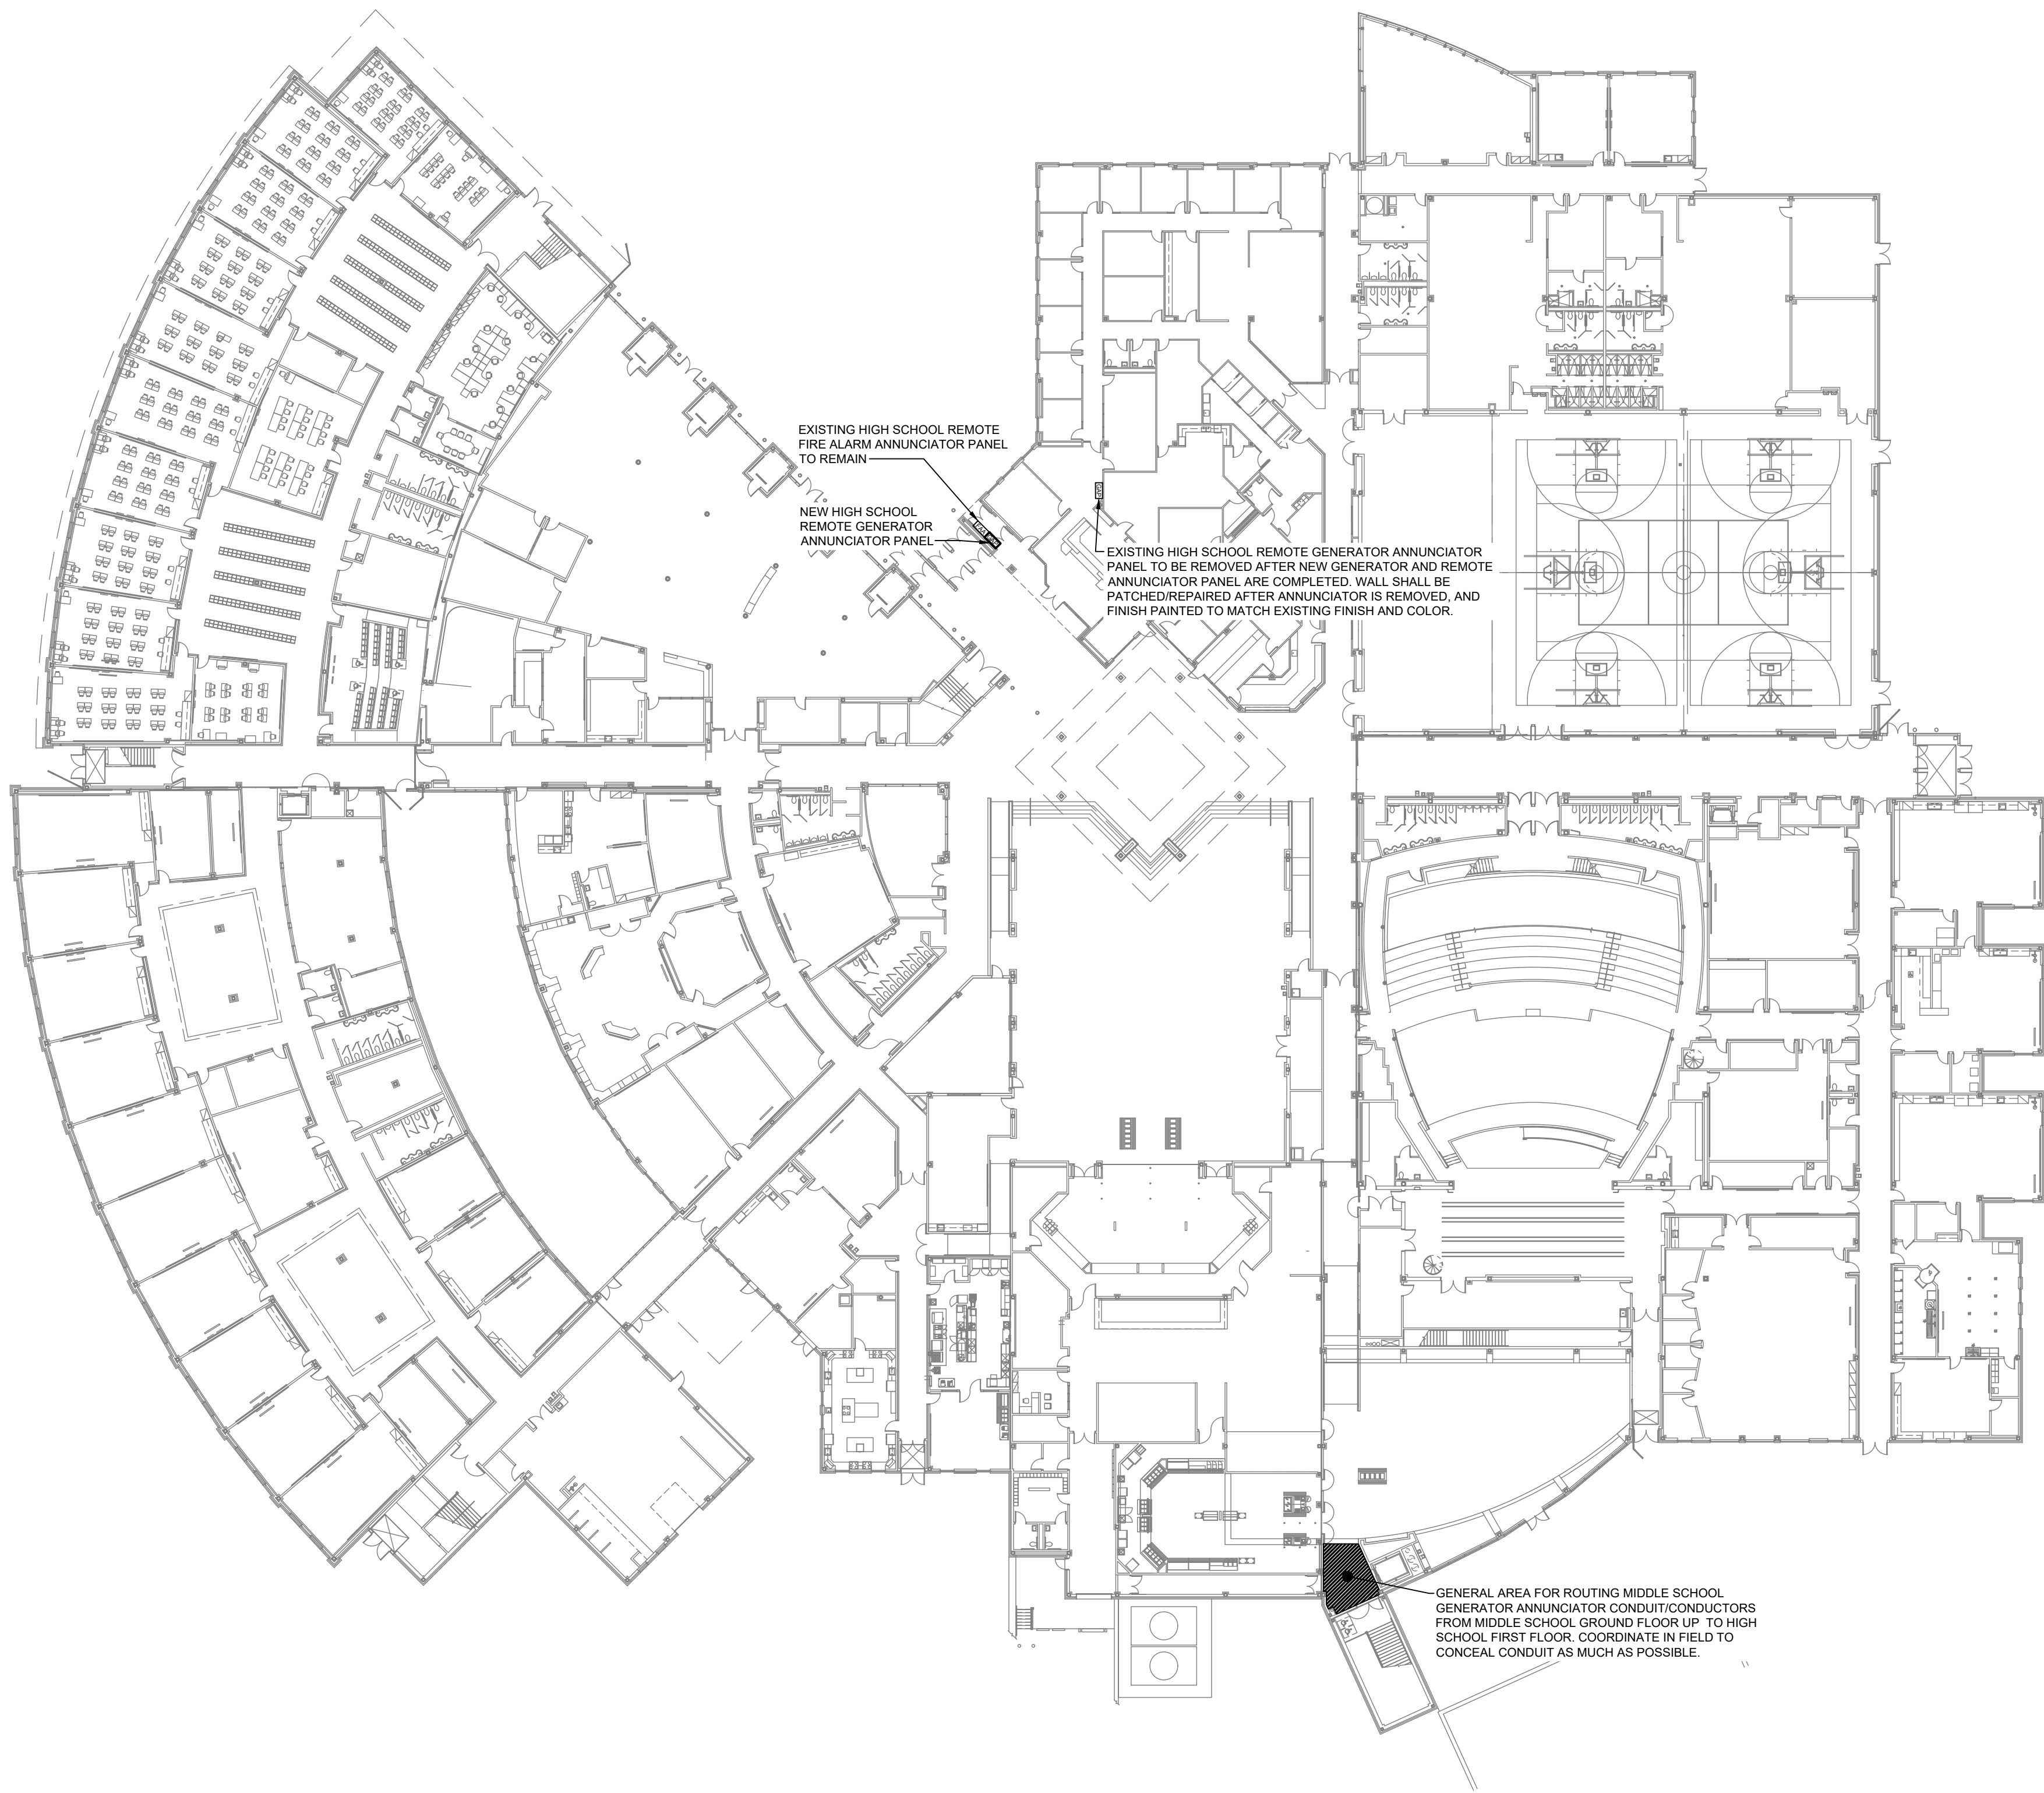 EXISTING HIGH SCHOOL REMOTE
FIRE ALARM ANNUNCIATOR PANEL
TO REMAIN
NEW HIGH SCHOOL
REMOTE GENERATOR
ANNUNCIATOR PANEL
GAP
EXISTING HIGH SCHOOL REMOTE GENERATOR ANNUNCIATOR
PANEL TO BE REMOVED AFTER NEW GENERATOR AND REMOTE
ANNUNCIATOR PANEL ARE COMPLETED. WALL SHALL BE
PATCHED/REPAIRED AFTER ANNUNCIATOR IS REMOVED, AND
FINISH PAINTED TO MATCH EXISTING FINISH AND COLOR.
GENERAL AREA FOR ROUTING MIDDLE SCHOOL
GENERATOR ANNUNCIATOR CONDUIT/CONDUCTORS
FROM MIDDLE SCHOOL GROUND FLOOR UP TO HIGH
SCHOOL FIRST FLOOR. COORDINATE IN FIELD TO
CONCEAL CONDUIT AS MUCH AS POSSIBLE.